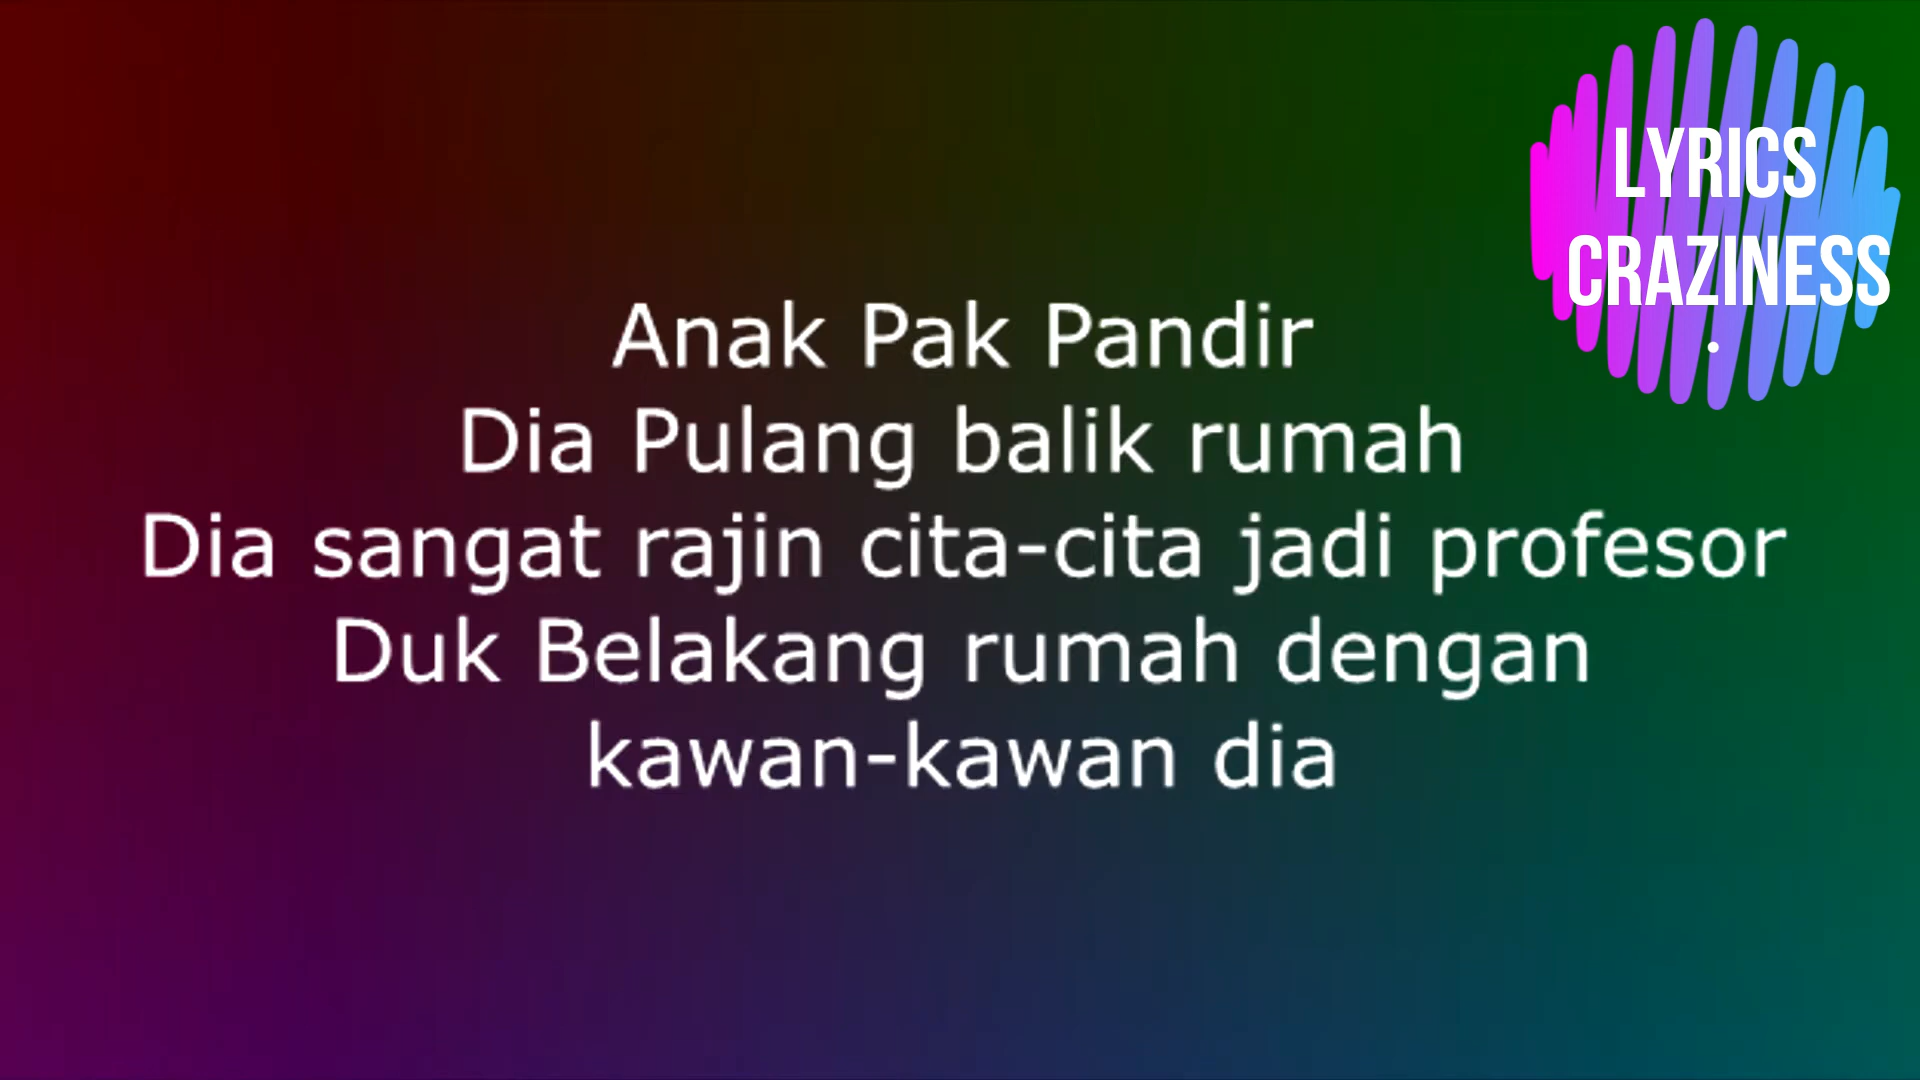 LYRICS
CRAZINESS
Anak Pak Pandir
Dia Pulang balik rumah
Dia sangat rajin cita-cita jadi profesor
Duk Belakang rumah dengan
kawan-kawan dia